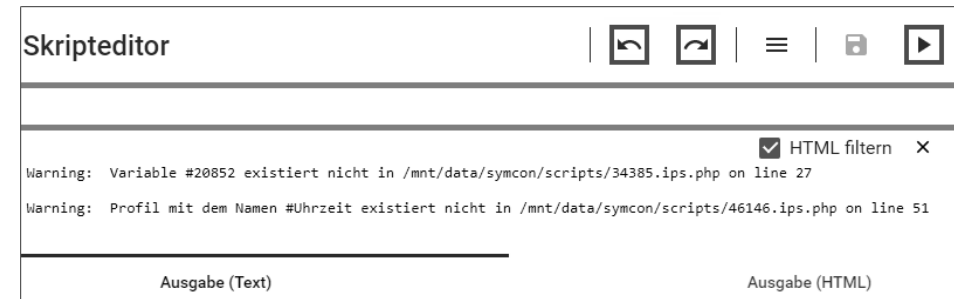 Skripteditor
HTML filtern
Warning: Variable #20852 existiert nicht in /mnt/data/symcon/scripts/34385.ips.php on line 27
Warning: Profil mit dem Namen #Uhrzeit existiert nicht in /mnt/data/symcon/scripts/46146.ips.php on line 51
Ausgabe (Text)
Ausgabe (HTML)